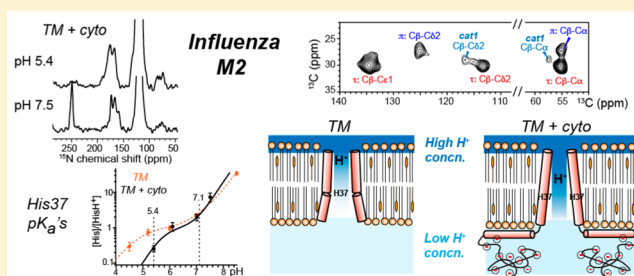 TM + cyto
pH 5.4
pH 7.5
280 250 200 150 100 50
15N chemical shift (ppm)
Influenza
M2
13C (ppm)
25
30
35
π: Cβ-Cδ2
cat1
Cβ-Cδ2
τ: Cβ-Cε1
τ: Cβ-Cδ2
cat1
Cβ-Cα
π: Cβ-Cα
τ: Cβ-Cα
140 130 120 110 60 55 13C (ppm)
His37
pKa's
[His]/[HisH+]
10
1
0.1
TM
TM + cyto
5.4
7.1
4 5 6 7 8 pH
TM
High H+
concn.
TM + cyto
H+
H37
H+
H37 H37
Low H+
concn.